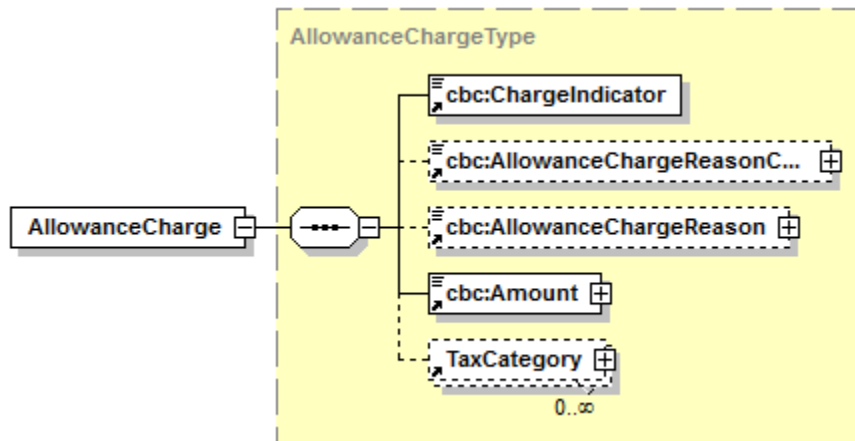 AllowanceChargeType
cbc:ChargeIndicator
cbc:AllowanceChargeReasonC...
AllowanceCharge
cbc:AllowanceChargeReason
cbc:Amount
TaxCategory
0..∞